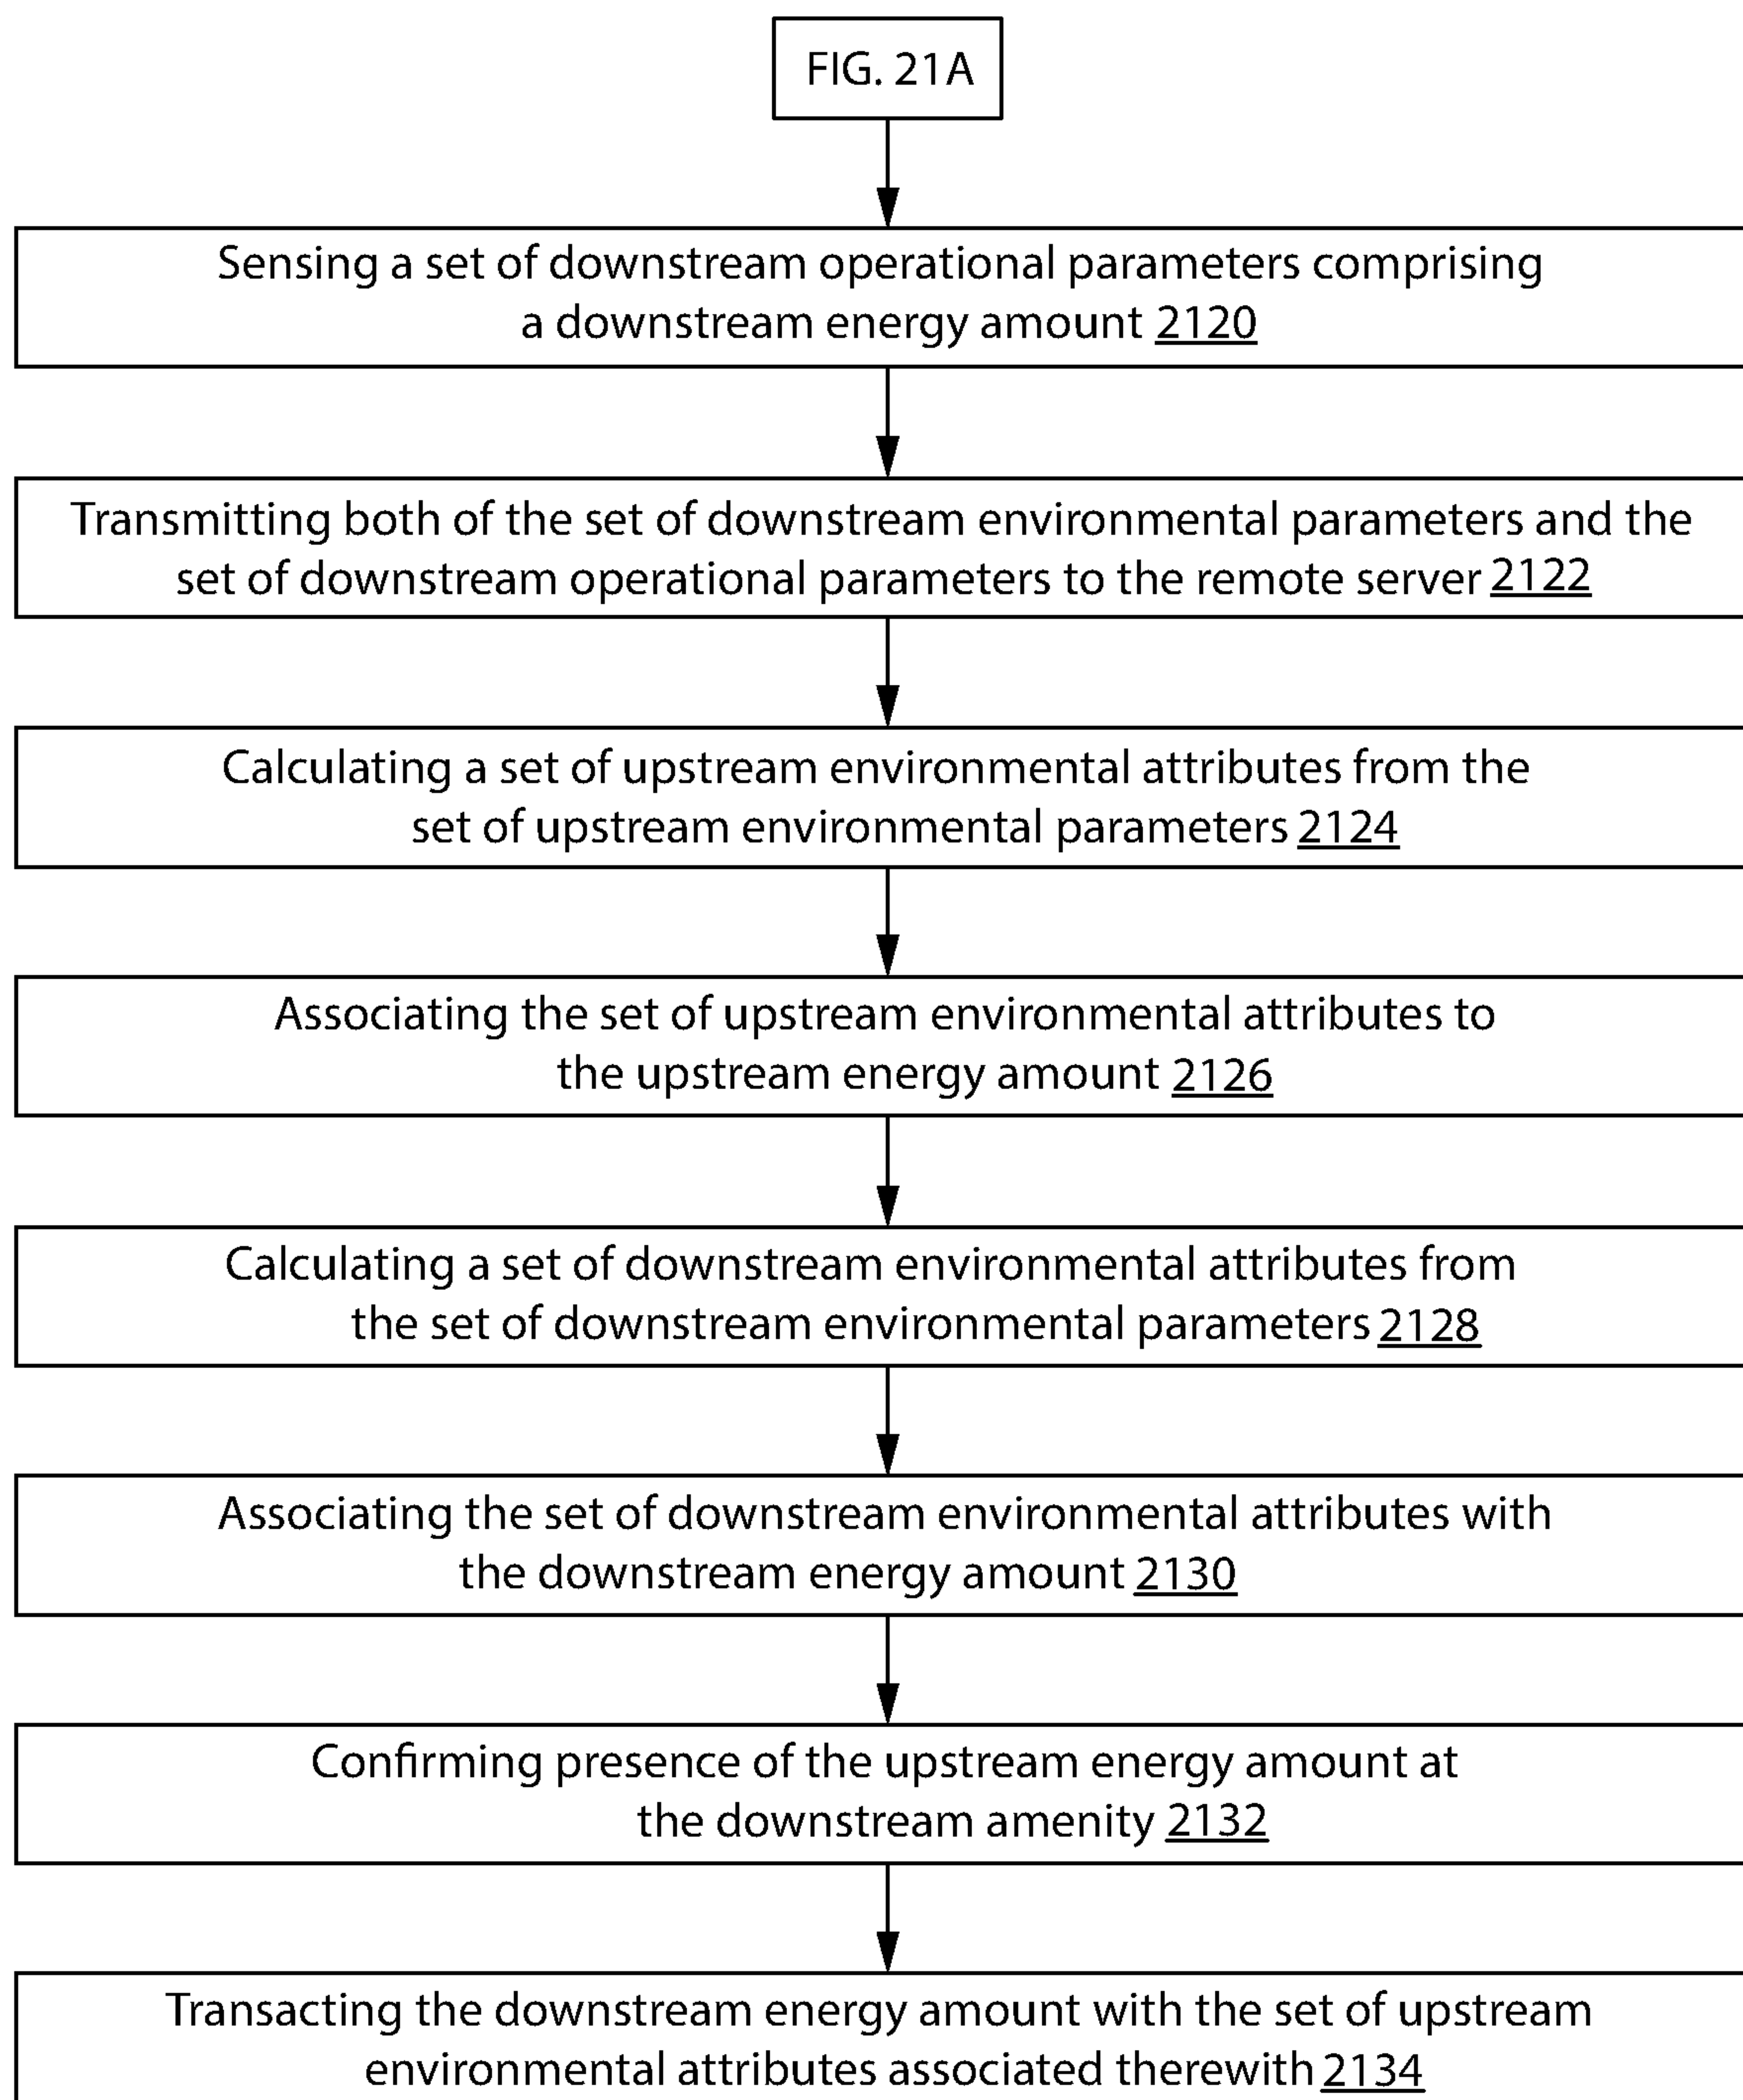 FIG. 21A
Sensing a set of downstream operational parameters comprising
a downstream energy amount 2120
Transmitting both of the set of downstream environmental parameters and the
set of downstream operational parameters to the remote server 2122
Calculating a set of upstream environmental attributes from the
set of upstream environmental parameters 2124
Associating the set of upstream environmental attributes to
the upstream energy amount 2126
Calculating a set of downstream environmental attributes from
the set of downstream environmental parameters 2128
Associating the set of downstream environmental attributes with
the downstream energy amount 2130
Confirming presence of the upstream energy amount at
the downstream amenity 2132
Transacting the downstream energy amount with the set of upstream
environmental attributes associated therewith 2134